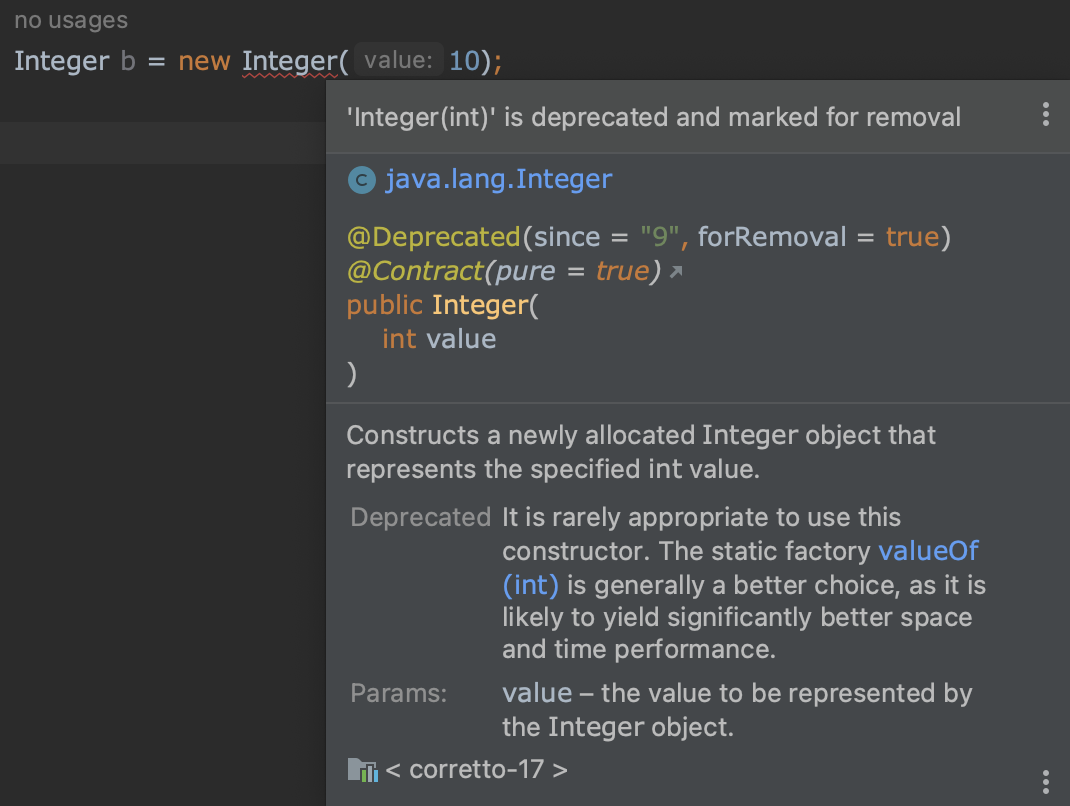 no usages
Integer b = new Integer( value: 10);
'Integer(int)' is deprecated and marked for removal
C java.lang.Integer
@Deprecated(since = "9", forRemoval = true)
@Contract(pure = true)
public Integer(
int value
)
Constructs a newly allocated Integer object that
represents the specified int value.
Deprecated It is rarely appropriate to use this
constructor. The static factory valueOf
(int) is generally a better choice, as it is
likely to yield significantly better space
and time performance.
Params: value – the value to be represented by
the Integer object.
< corretto-17 >